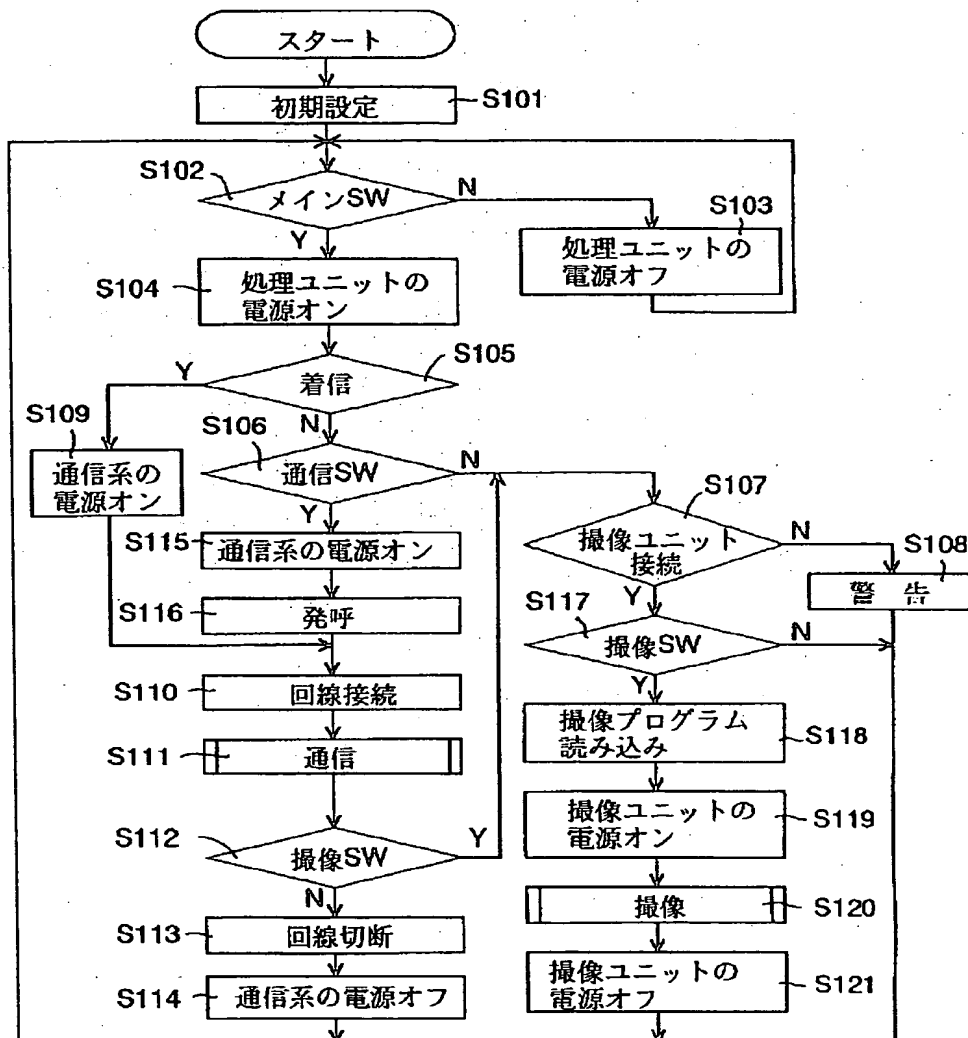 スタート
初期設定
S101
S102
メインSW
N
Y
S103
処理ユニットの
電源オフ
S104
処理ユニットの
電源オン
Y
着信
S105
N
S109
通信系の
電源オン
S106
通信SW
N
Y
S107
撮像ユニット
接続
N
Y
S108
警 告
S115
通信系の電源オン
S116
発呼
S117
撮像SW
N
Y
S110
回線接続
S118
撮像プログラム
読み込み
S111
通信
S119
撮像ユニットの
電源オン
S112
撮像SW
Y
N
S120
撮像
S113
回線切断
S121
撮像ユニットの
電源オフ
S114
通信系の電源オフ